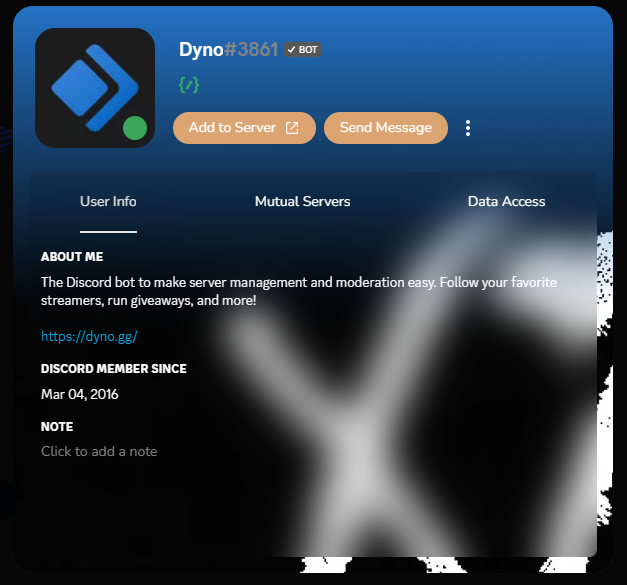 Dyno#3861 ✓ BOT
{/}
Add to Server
Send Message
User Info
Mutual Servers
Data Access
ABOUT ME
The Discord bot to make server management and moderation easy. Follow your favorite
streamers, run giveaways, and more!
https://dyno.gg/
DISCORD MEMBER SINCE
Mar 04, 2016
NOTE
Click to add a note